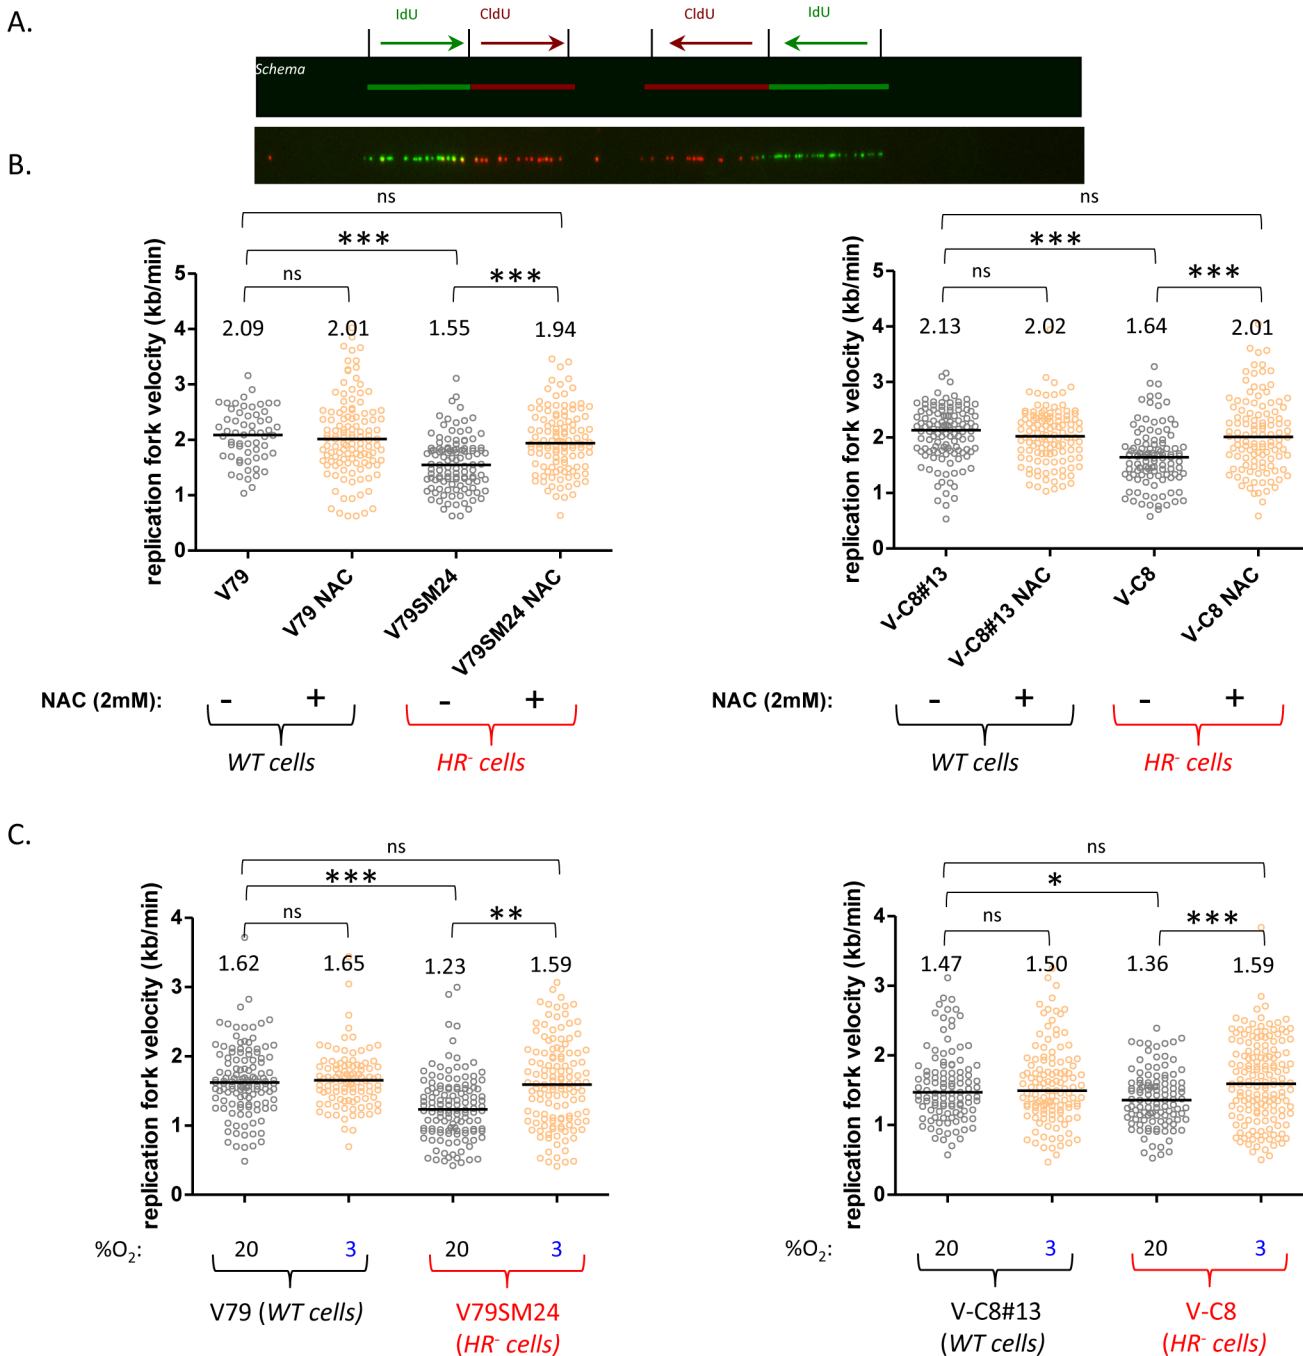 A.
IdU CldU CldU IdU
Schema
B.
ns ns
*** ***
ns *** ns ***
replication fork velocity (kb/min) replication fork velocity (kb/min)
5 5
2.09 2.01 1.55 1.94 2.13 2.02 1.64 2.01
4 4
3 3
2 2
1 1
0 0
V79 V79 NAC V79SM24 V79SM24 NAC V-C8#13 V-C8#13 NAC V-C8 V-C8 NAC
NAC (2mM): - + - + NAC (2mM): - + - +
WT cells HR- cells WT cells HR- cells
C.
ns ns
*** *
ns ** ns ***
replication fork velocity (kb/min) replication fork velocity (kb/min)
4 4
1.62 1.65 1.23 1.59 1.47 1.50 1.36 1.59
3 3
2 2
1 1
0 0
%O2: 20 3 20 3 %O2: 20 3 20 3
V79 (WT cells) V79SM24 V-C8#13 V-C8
(HR- cells) (WT cells) (HR- cells)